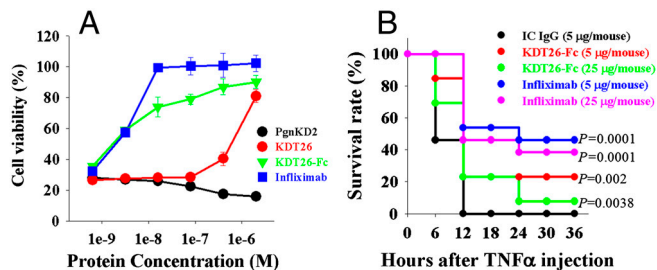 A
120
100
80
60
40
20
0
Cell viability (%)
PgnKD2
KDT26
KDT26-Fc
Infliximab
1e-9 1e-8 1e-7 1e-6
Protein Concentration (M)
B
IC IgG (5 µg/mouse)
KDT26-Fc (5 µg/mouse)
KDT26-Fc (25 µg/mouse)
Infliximab (5 µg/mouse)
Infliximab (25 µg/mouse)
100
80
60
40
20
0
Survival rate (%)
P=0.0001
P=0.0001
P=0.002
P=0.0038
0 6 12 18 24 30 36
Hours after TNFα injection